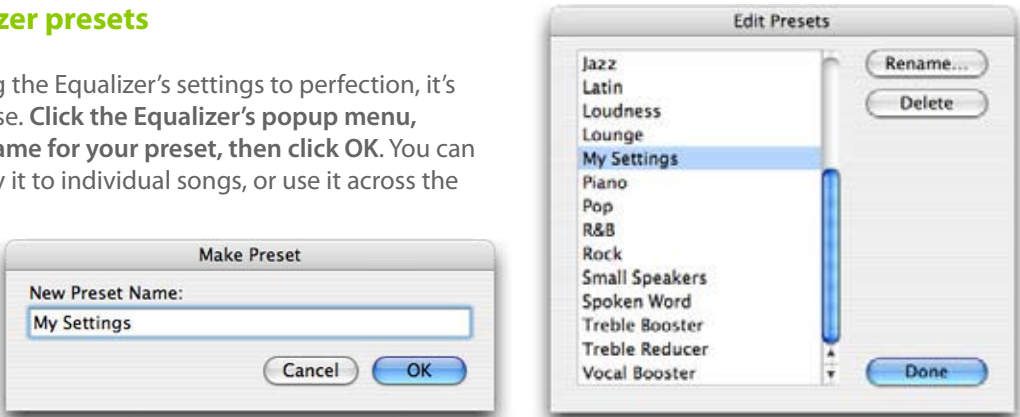 zer presets
g the Equalizer's settings to perfection, it's
se. Click the Equalizer's popup menu,
ame for your preset, then click OK. You can
y it to individual songs, or use it across the
Make Preset
New Preset Name:
My Settings
Cancel
OK
Edit Presets
Jazz
Latin
Loudness
Lounge
My Settings
Piano
Pop
R&B
Rock
Small Speakers
Spoken Word
Treble Booster
Treble Reducer
Vocal Booster
Rename...
Delete
Done